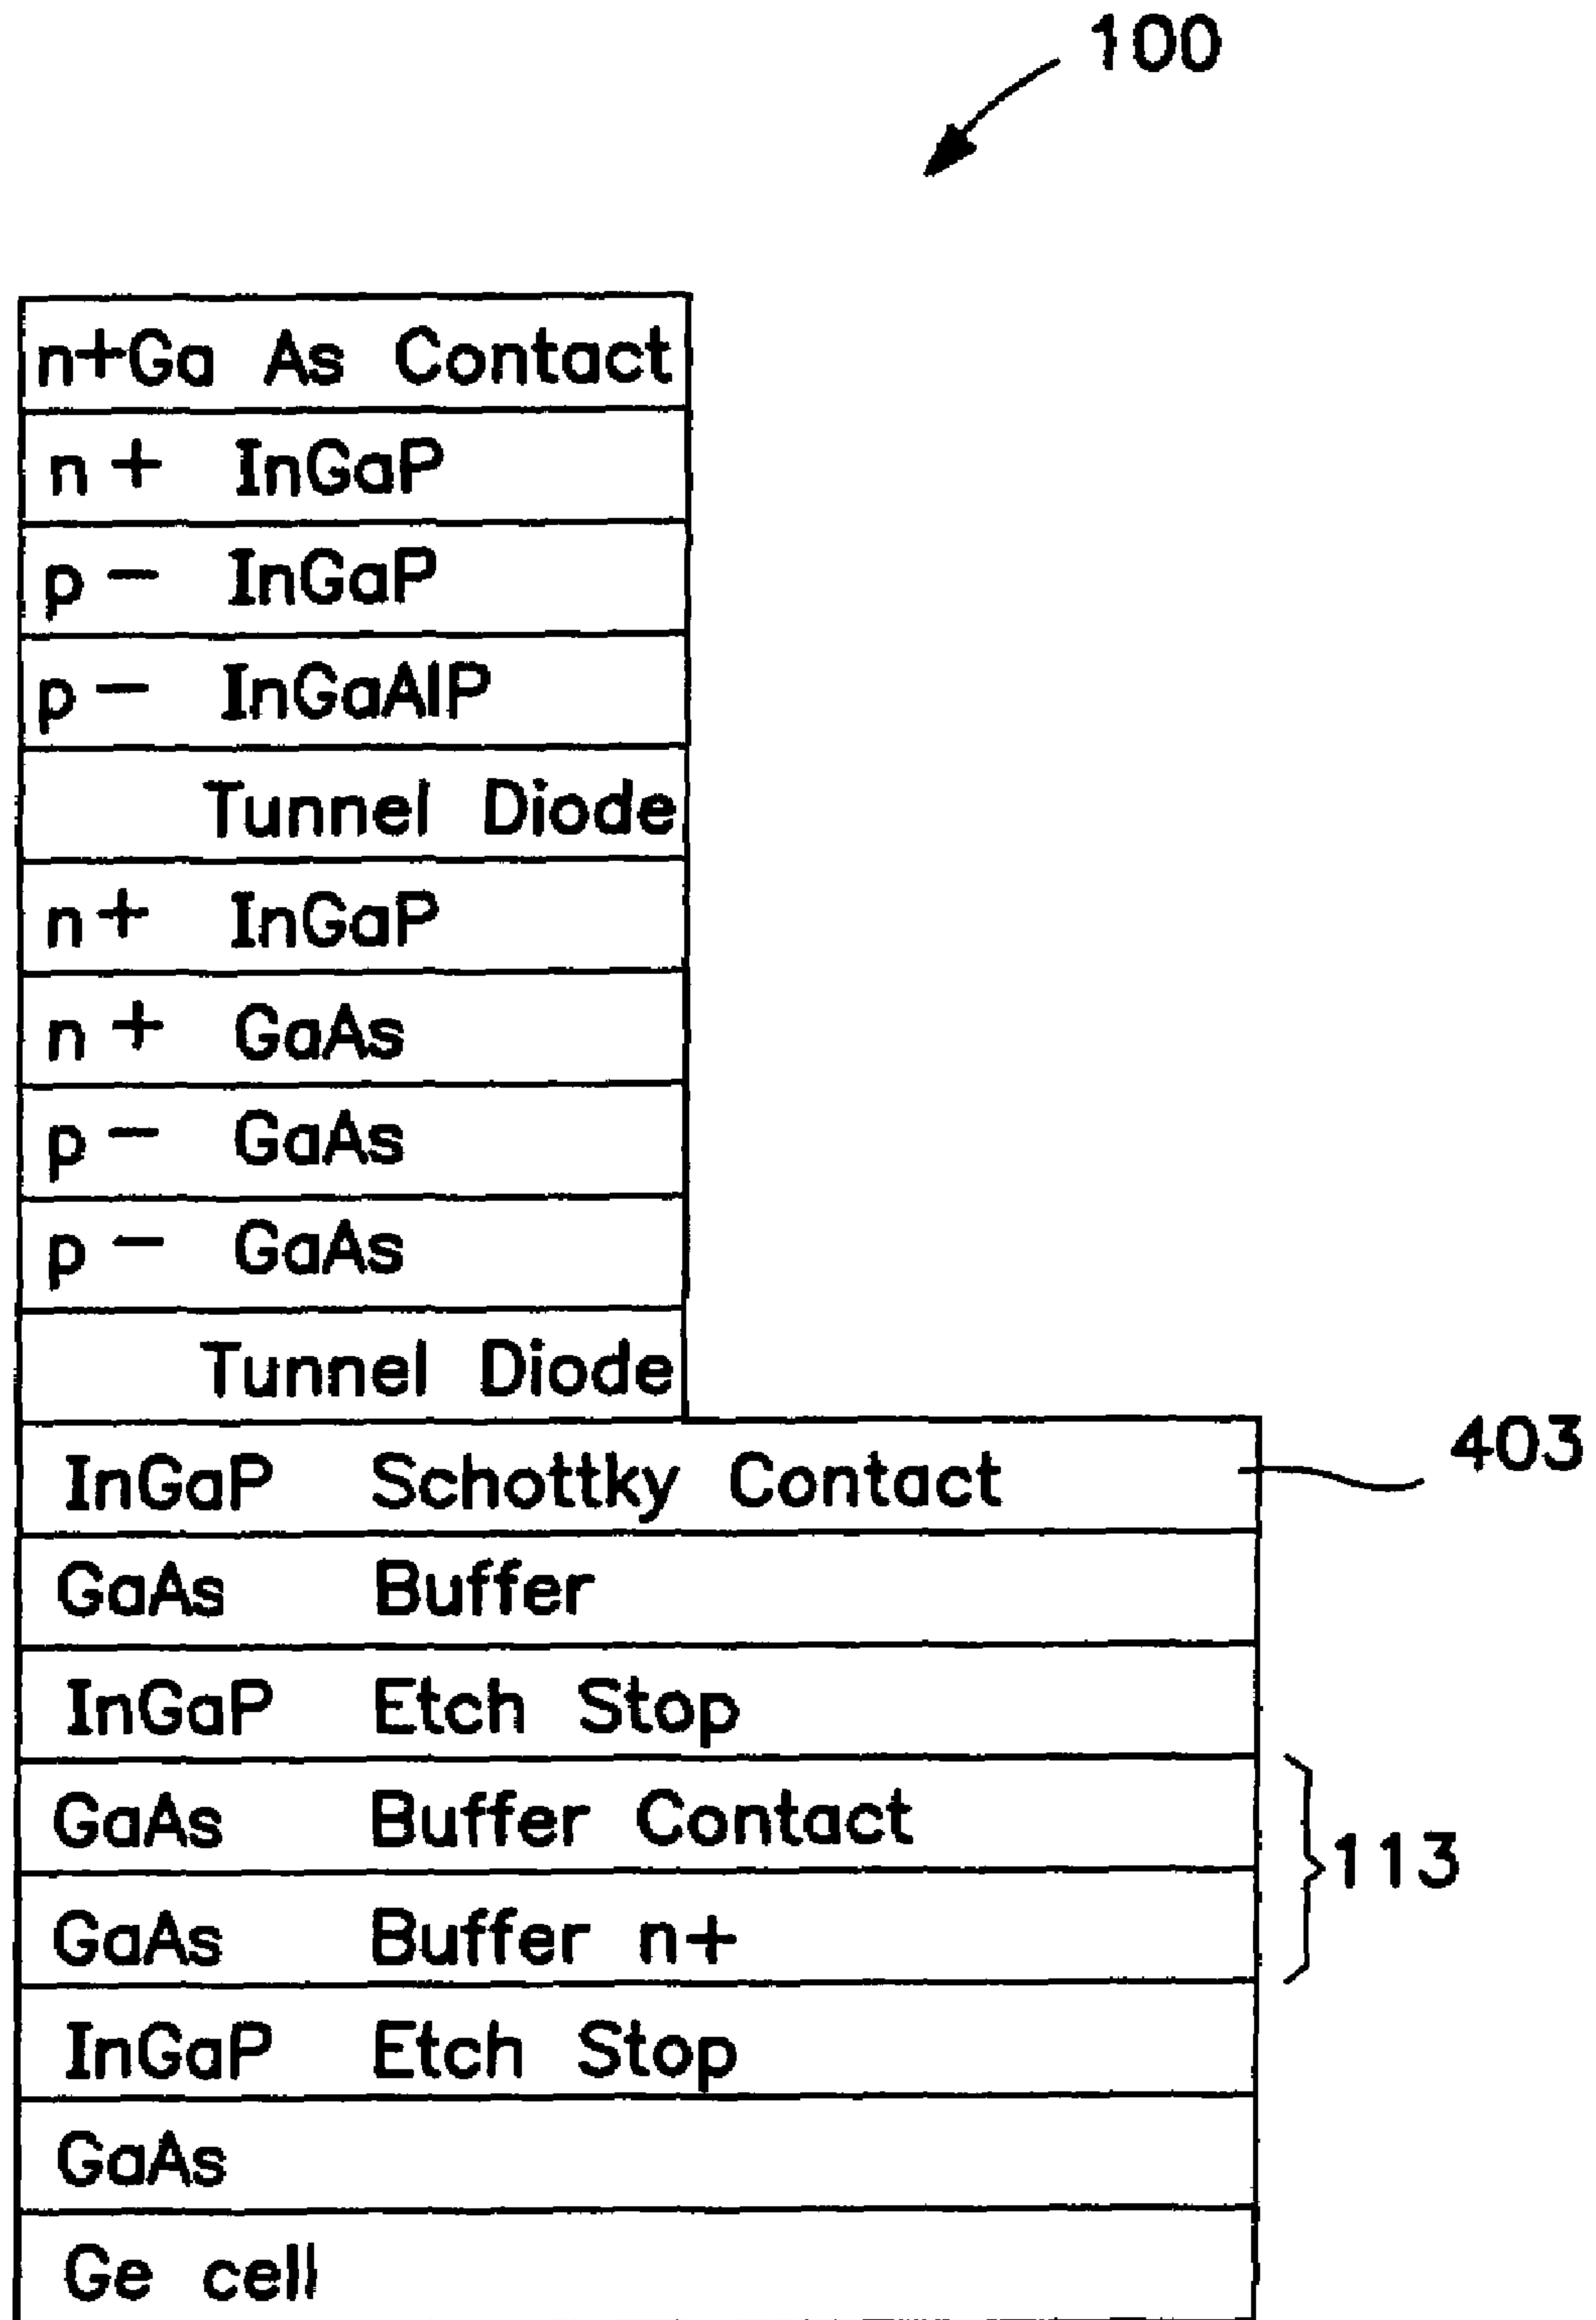 100
n+Ga As Contact
n+ InGaP
p- InGaP
p- InGaAlP
Tunnel Diode
n+ InGaP
n+ GaAs
p- GaAs
p- GaAs
Tunnel Diode
InGaP Schottky Contact
403
GaAs Buffer
InGaP Etch Stop
GaAs Buffer Contact
113
GaAs Buffer n+
InGaP Etch Stop
GaAs
Ge cell